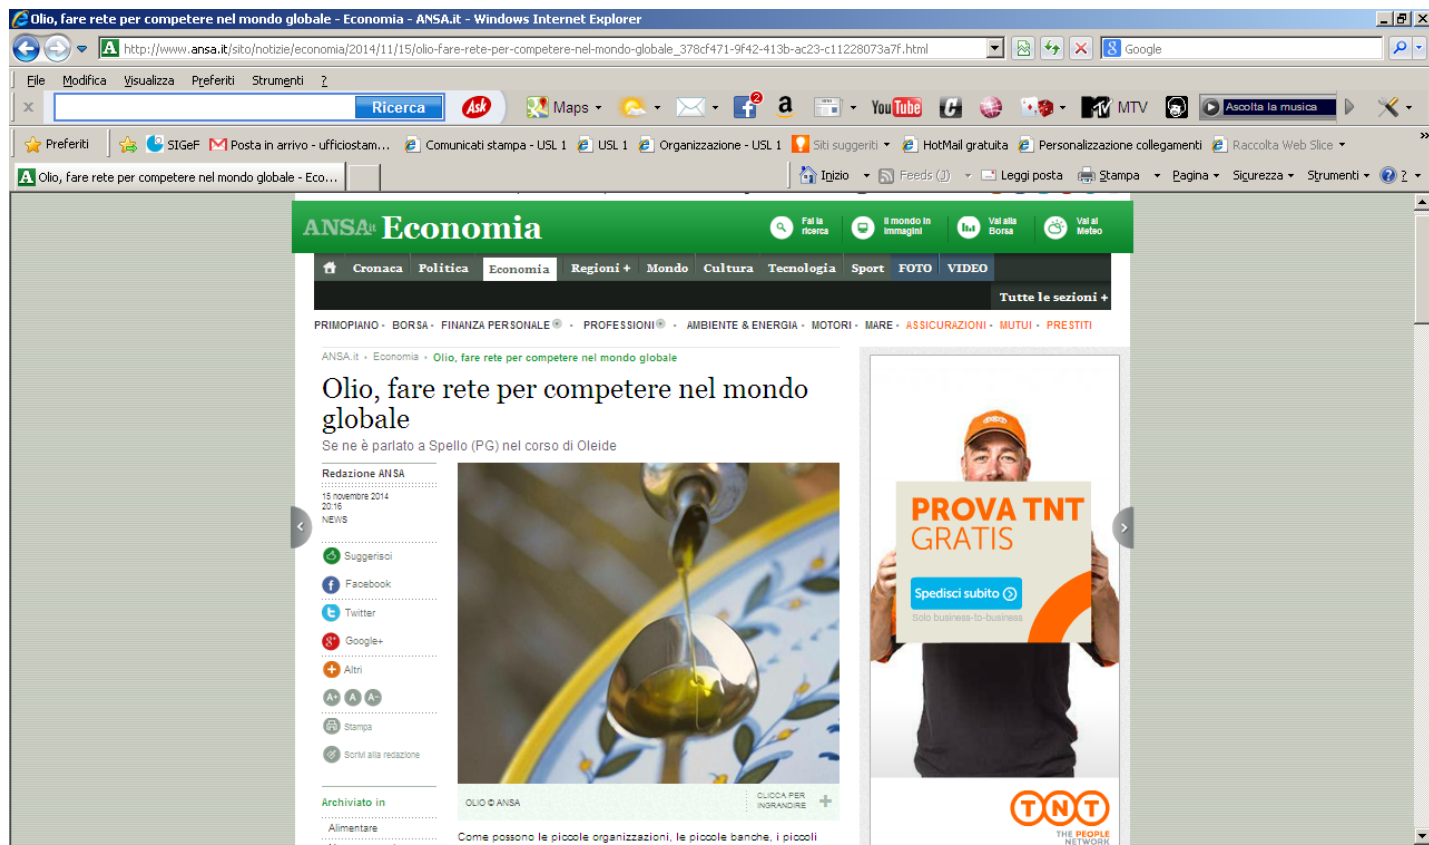 Olio, fare rete per competere nel mondo globale - Economia - ANSA.it - Windows Internet Explorer
http://www.ansa.it/sito/notizie/economia/2014/11/15/olio-fare-rete-per-competere-nel-mondo-globale_378cf471-9f42-413b-ac23-c11228073a7f.html
Google
File Modifica Visualizza Preferiti Strumenti ?
Ricerca Ask Maps 2 a YouTube G MTV Ascolta la musica
Preferiti SIGeF Posta in arrivo - ufficiostam... Comunicati stampa - USL 1 USL 1 Organizzazione - USL 1 Siti suggeriti HotMail gratuita Personalizzazione collegamenti Raccolta Web Slice
Olio, fare rete per competere nel mondo globale - Eco...
Inizio Feeds (J) Leggi posta Stampa Pagina Sicurezza Strumenti ?
ANSA.it Economia
Fai la ricerca
Il mondo in immagini
Vai alla Borsa
Vai al Meteo
Cronaca Politica Economia Regioni + Mondo Cultura Tecnologia Sport FOTO VIDEO
Tutte le sezioni +
PRIMOPIANO • BORSA • FINANZA PERSONALE • PROFESSIONI • AMBIENTE & ENERGIA • MOTORI • MARE • ASSICURAZIONI • MUTUI • PRESTITI
ANSA.it • Economia • Olio, fare rete per competere nel mondo globale
Olio, fare rete per competere nel mondo
globale
Se ne è parlato a Spello (PG) nel corso di Oleide
Redazione ANSA
15 novembre 2014
20:16
NEWS
Suggerisci
Facebook
Twitter
Google+
Altri
A+ A A-
Stampa
Scrivi alla redazione
Archiviato in
Alimentare
OLIO © ANSA
CLICCA PER
INGRANDIRE
Come possono le piccole organizzazioni, le piccole banche, i piccoli
PROVA TNT
GRATIS
Spedisci subito
Solo business-to-business
TNT
THE PEOPLE
NETWORK